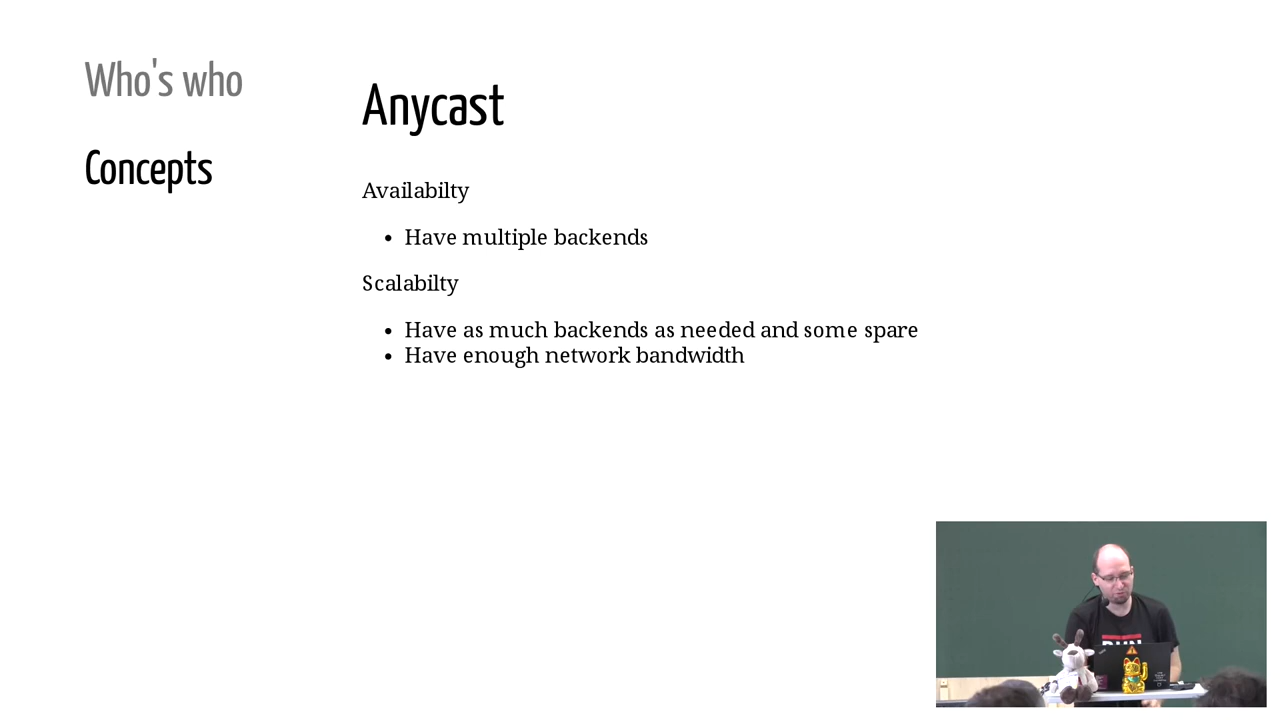 Who's who
Concepts
Anycast
Availabilty
• Have multiple backends
Scalabilty
• Have as much backends as needed and some spare
• Have enough network bandwidth